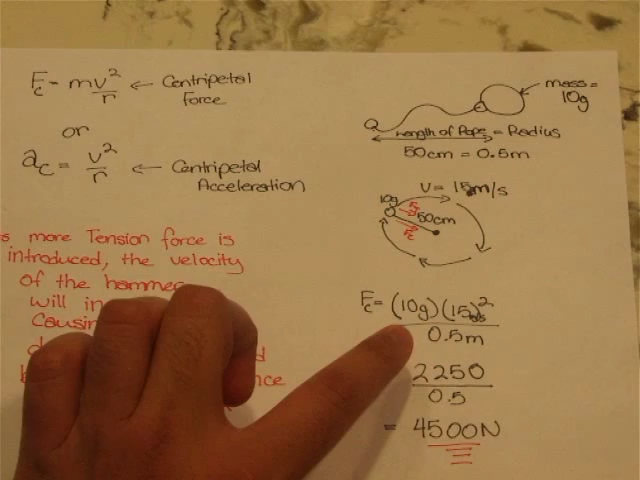 Fc = mv²/r ← Centripetal
Force
or
ac = v²/r ← Centripetal
Acceleration
more Tension force is
introduced, the velocity
of the hammer
will
mass =
10g
Length of Rope = Radius
50cm = 0.5m
v = 15m/s
10g
50cm
Fc = (10g)(15)²
0.5m
2250
0.5
= 4500N